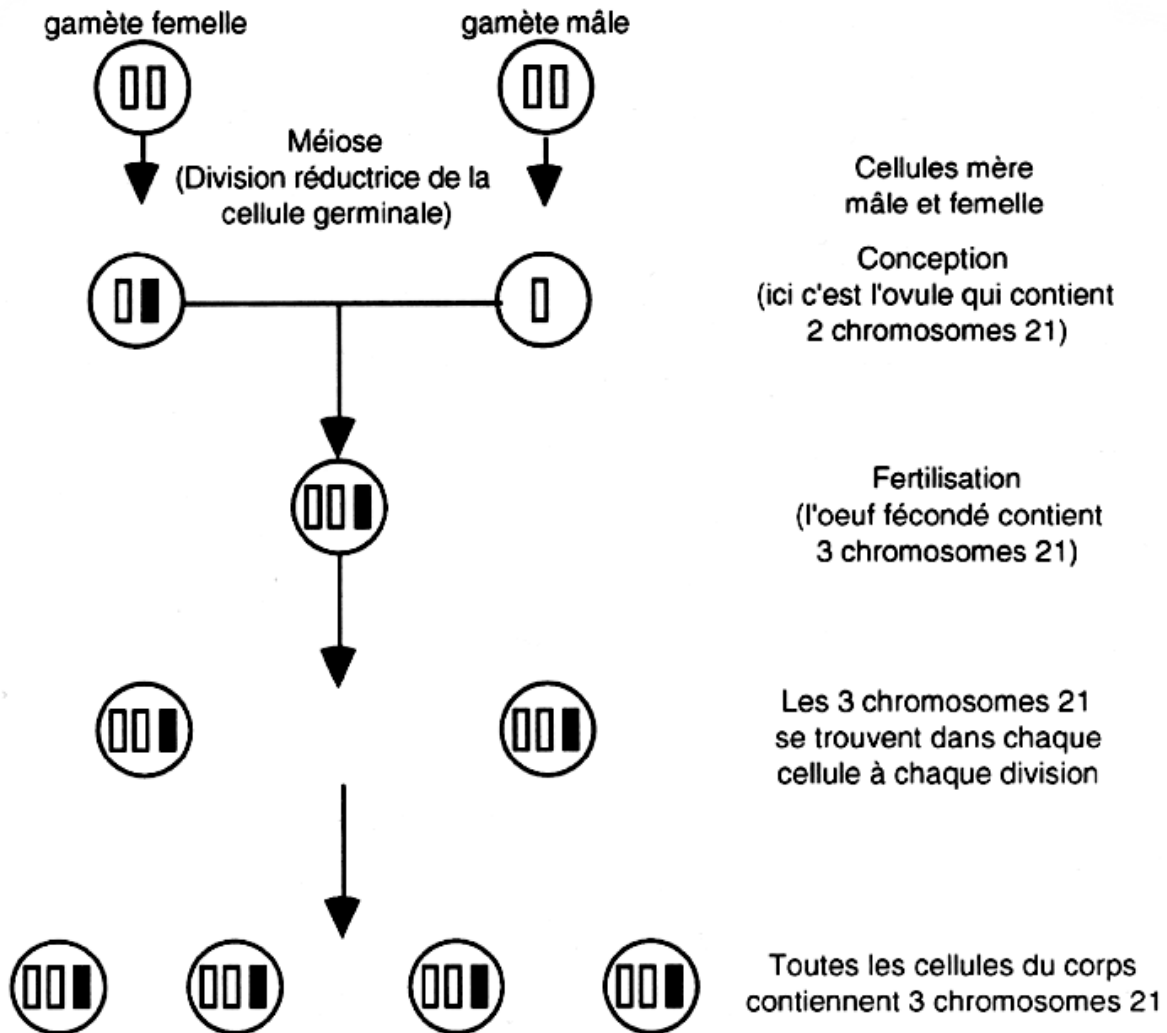 gamète femelle
gamète mâle
Méiose
(Division réductrice de la
cellule germinale)
Cellules mère
mâle et femelle
Conception
(ici c'est l'ovule qui contient
2 chromosomes 21)
Fertilisation
(l'oeuf fécondé contient
3 chromosomes 21)
Les 3 chromosomes 21
se trouvent dans chaque
cellule à chaque division
Toutes les cellules du corps
contiennent 3 chromosomes 21